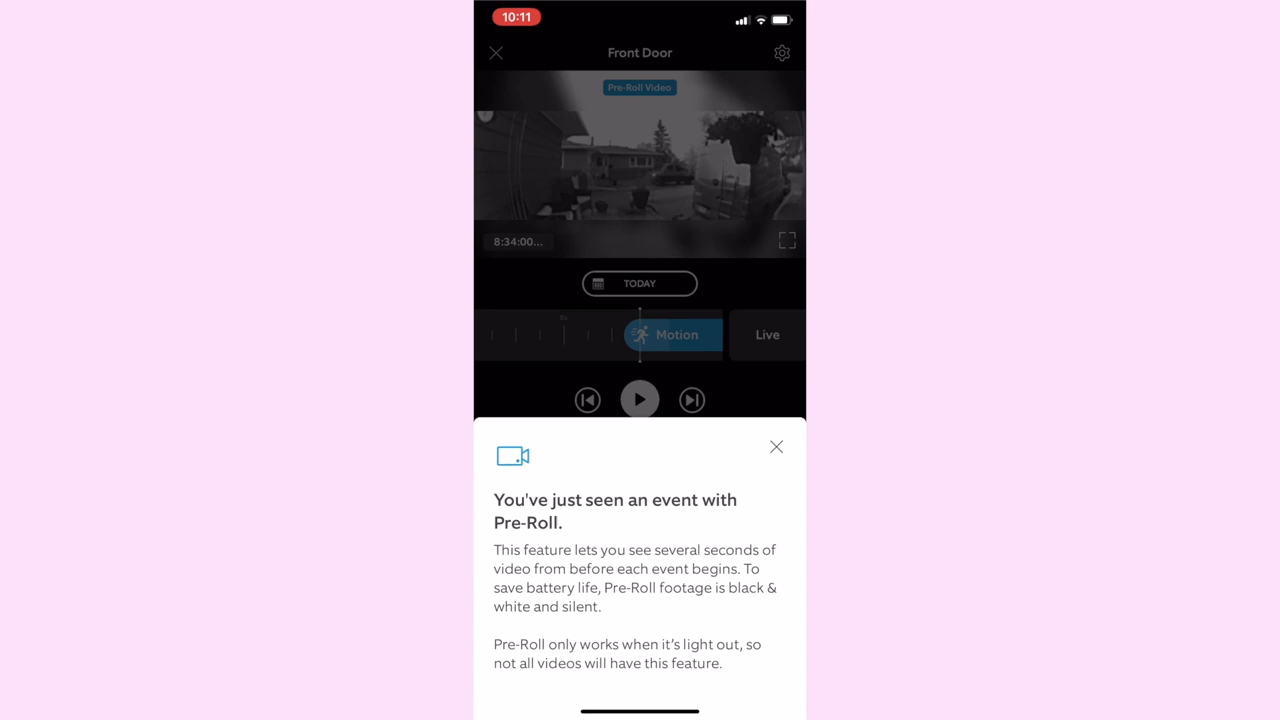 10:11
Front Door
Pre-Roll Video
8:34:00...
TODAY
Motion
Live
You've just seen an event with
Pre-Roll.
This feature lets you see several seconds of
video from before each event begins. To
save battery life, Pre-Roll footage is black &
white and silent.
Pre-Roll only works when it’s light out, so
not all videos will have this feature.